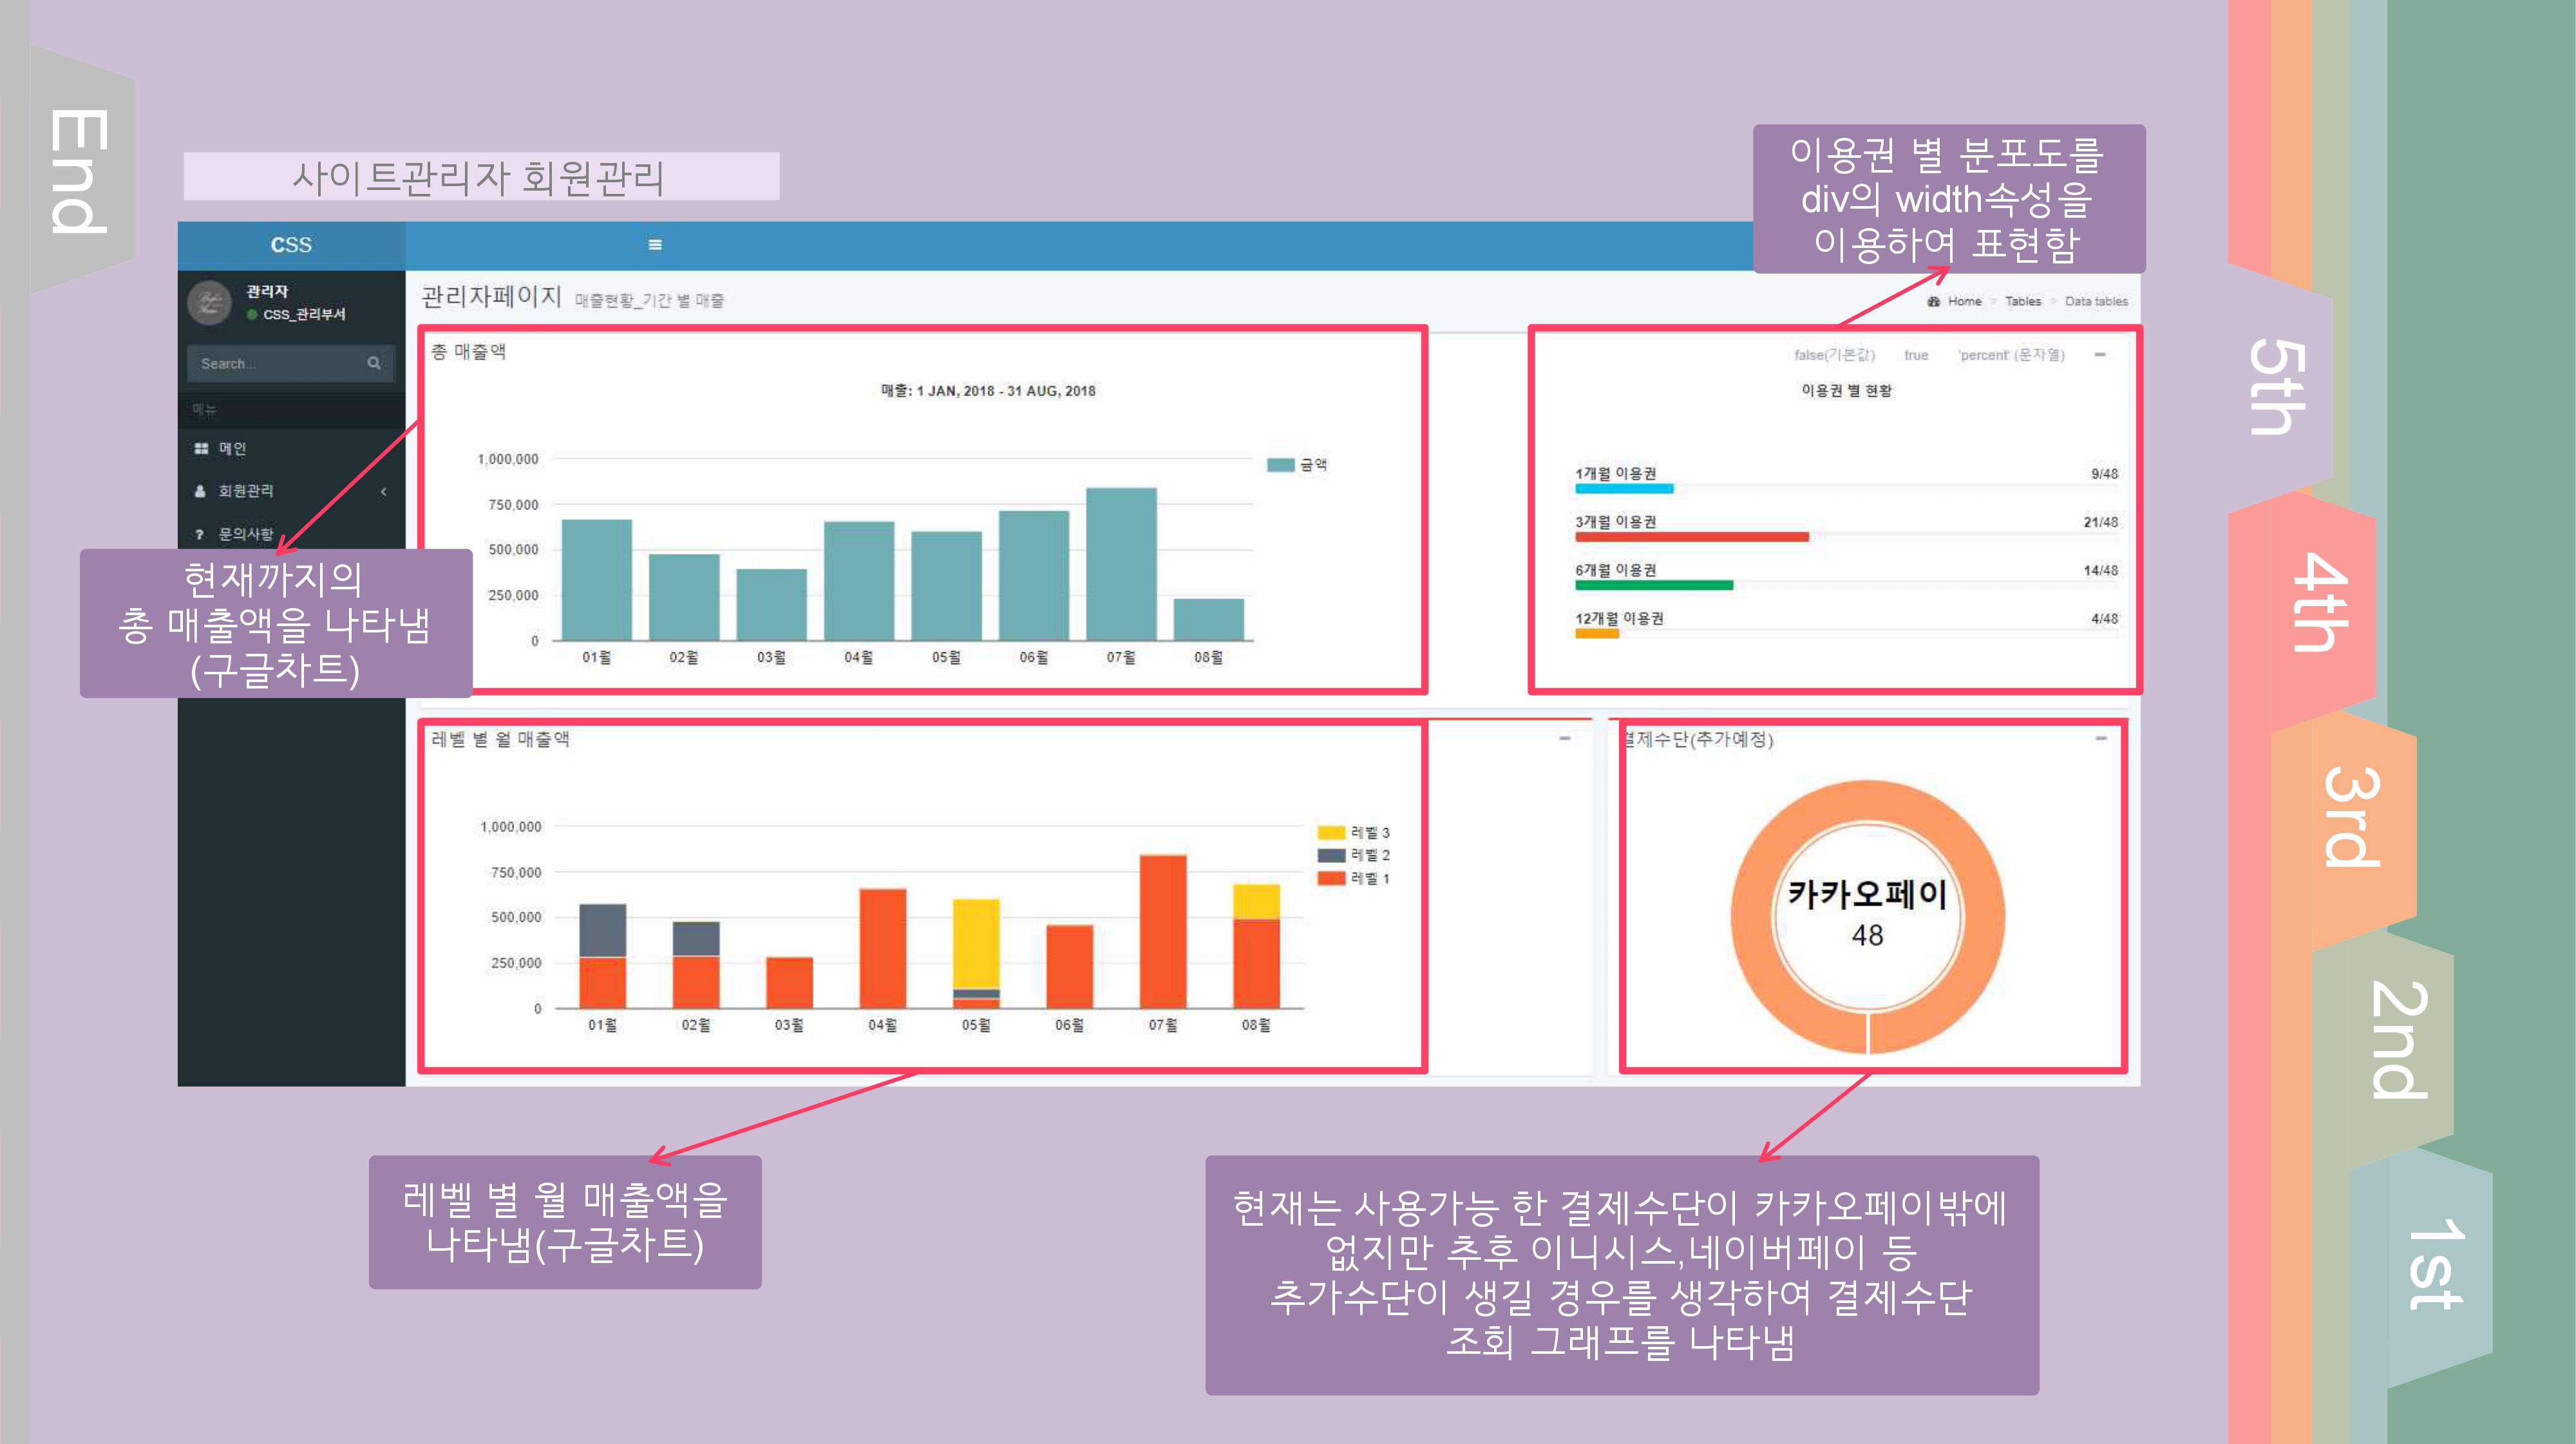 End
사이트관리자 회원관리
이용권 별 분포도를
div의 width속성을
이용하여 표현함
CSS
관리자
CSS_관리부서
Search...
메뉴
메인
회원관리
문의사항
관리자페이지 매출현황_기간 별 매출
Home > Tables > Data tables
총 매출액
매출: 1 JAN, 2018 - 31 AUG, 2018
1,000,000
750,000
500,000
250,000
0
01월 02월 03월 04월 05월 06월 07월 08월
금액
false(기본값) true 'percent' (문자열)
이용권 별 현황
1개월 이용권 9/48
3개월 이용권 21/48
6개월 이용권 14/48
12개월 이용권 4/48
현재까지의
총 매출액을 나타냄
(구글차트)
레벨 별 월 매출액
1,000,000
750,000
500,000
250,000
0
01월 02월 03월 04월 05월 06월 07월 08월
레벨 3
레벨 2
레벨 1
결제수단(추가예정)
카카오페이
48
레벨 별 월 매출액을
나타냄(구글차트)
현재는 사용가능 한 결제수단이 카카오페이밖에
없지만 추후 이니시스,네이버페이 등
추가수단이 생길 경우를 생각하여 결제수단
조회 그래프를 나타냄
5th
4th
3rd
2nd
1st